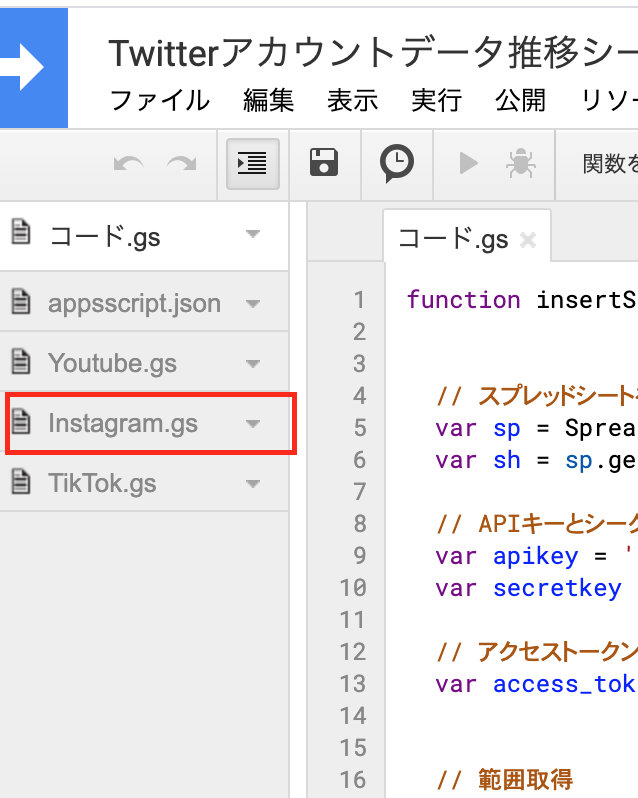 Twitterアカウントデータ推移シー
ファイル 編集 表示 実行 公開 リソー
関数を
コード.gs
appsscript.json
Youtube.gs
Instagram.gs
TikTok.gs
コード.gs
1 function insertS
2
3
4 // スプレッドシートを
5 var sp = Sprea
6 var sh = sp.ge
7
8 // APIキーとシーク
9 var apikey = '
10 var secretkey
11
12 // アクセストークン
13 var access_tok
14
15
16 // 範囲取得